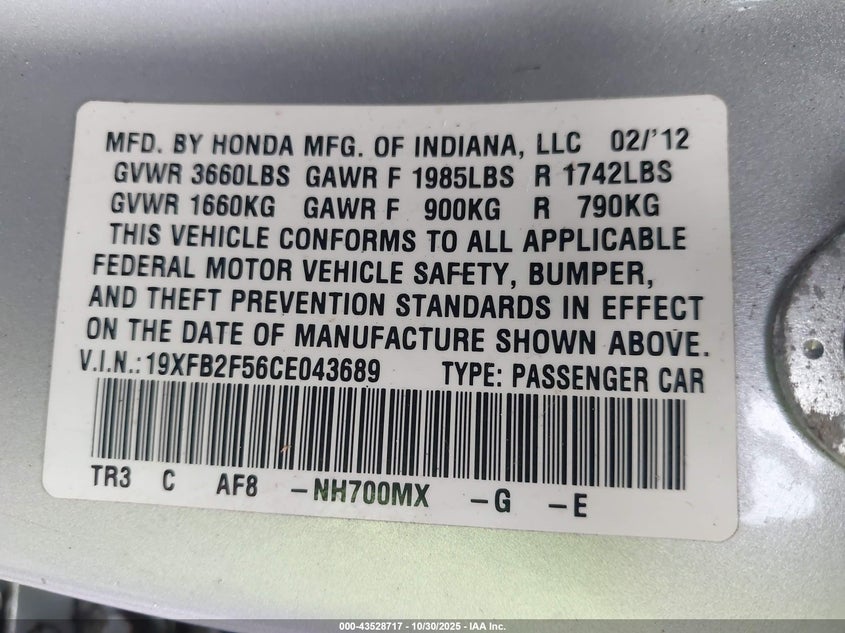 MFD. BY HONDA MFG. OF INDIANA, LLC 02/'12
GVWR 3660LBS GAWR F 1985LBS R 1742LBS
GVWR 1660KG GAWR F 900KG R 790KG
THIS VEHICLE CONFORMS TO ALL APPLICABLE
FEDERAL MOTOR VEHICLE SAFETY, BUMPER,
AND THEFT PREVENTION STANDARDS IN EFFECT
ON THE DATE OF MANUFACTURE SHOWN ABOVE.
V.I.N.: 19XFB2F56CE043689 TYPE: PASSENGER CAR
TR3 C AF8 -NH700MX -G -E
000-43528717 - 10/30/2025 - IAA Inc.